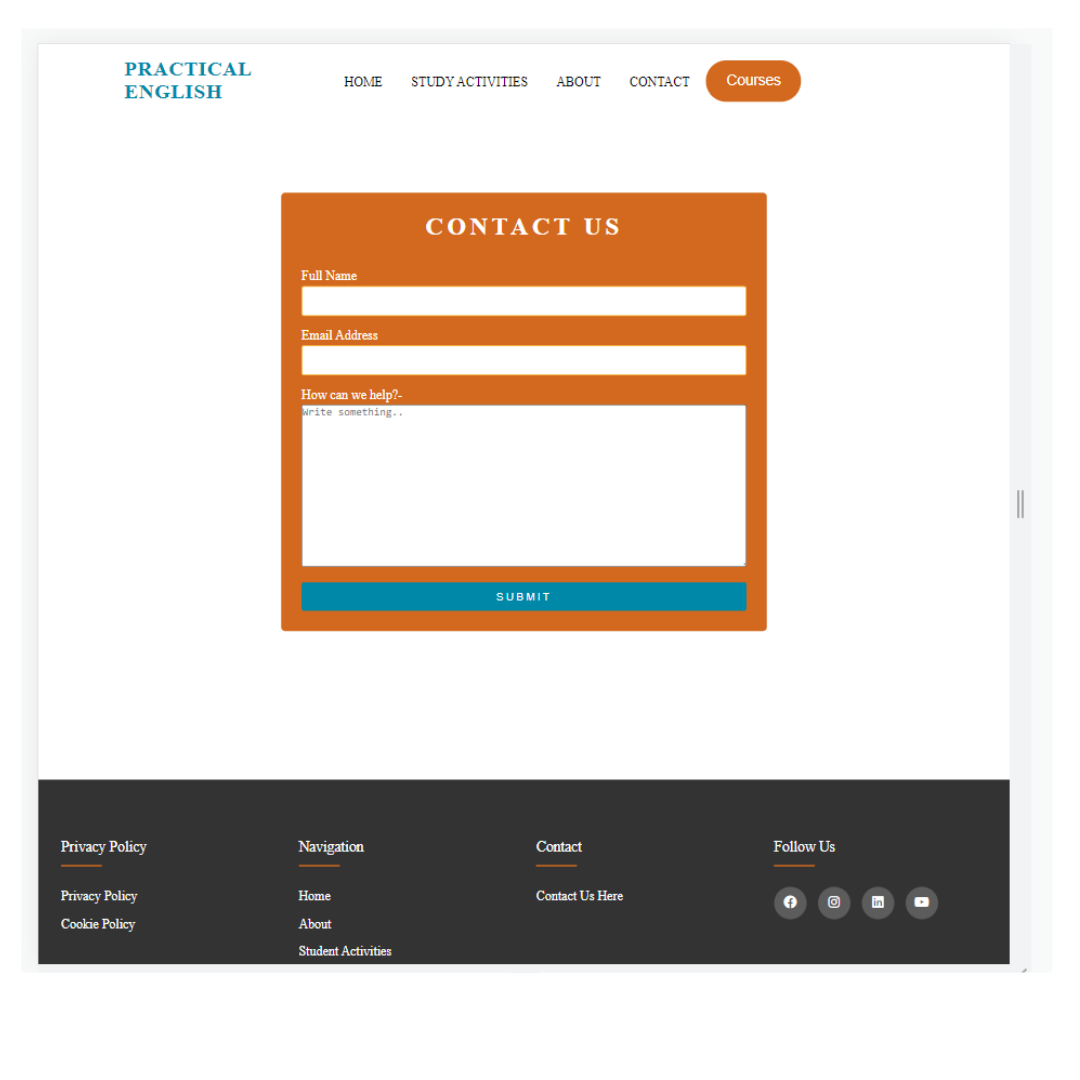 PRACTICAL
ENGLISH
HOME STUDY ACTIVITIES ABOUT CONTACT Courses
CONTACT US
Full Name
Email Address
How can we help?-
Write something..
SUBMIT
Privacy Policy Navigation Contact Follow Us
Privacy Policy Home Contact Us Here
Cookie Policy About
Student Activities